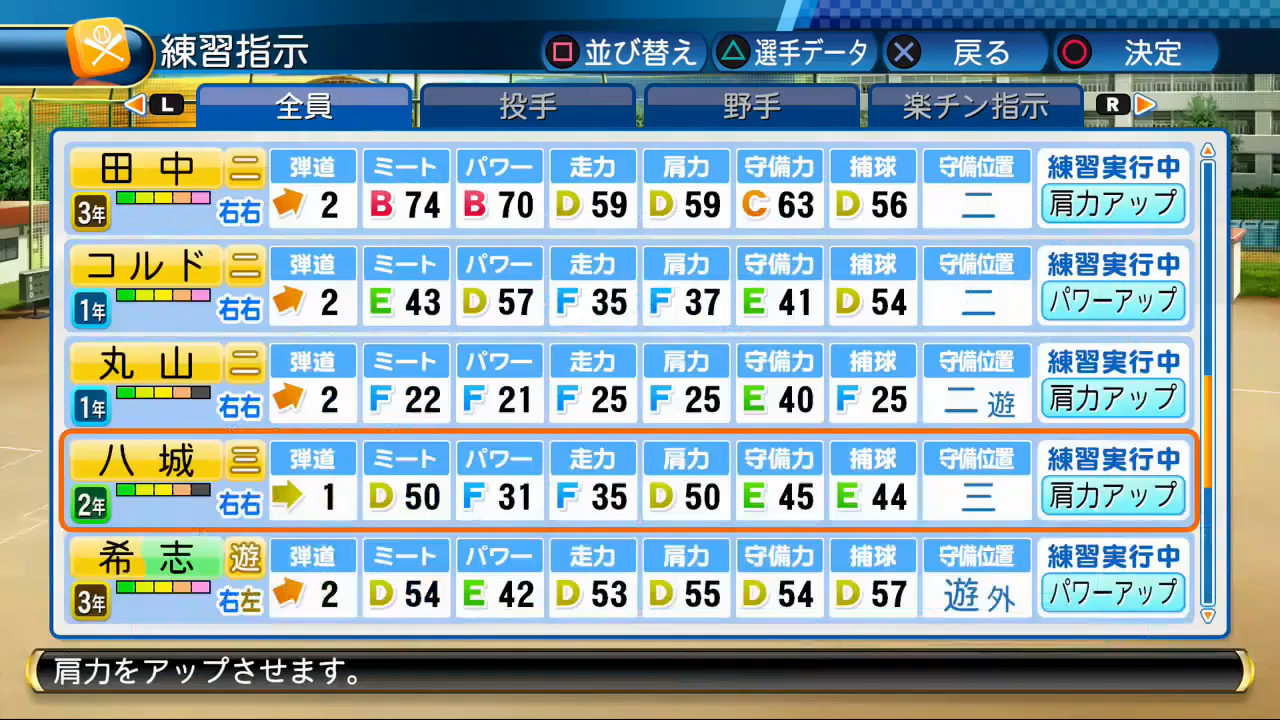 練習指示
並び替え 選手データ 戻る 決定
L 全員 投手 野手 楽チン指示 R
田中 二 弾道 ミート パワー 走力 肩力 守備力 捕球 守備位置 練習実行中
3年 右右 2 B 74 B 70 D 59 D 59 C 63 D 56 二 肩力アップ
コルド 二 弾道 ミート パワー 走力 肩力 守備力 捕球 守備位置 練習実行中
1年 右右 2 E 43 D 57 F 35 F 37 E 41 D 54 二 パワーアップ
丸山 二 弾道 ミート パワー 走力 肩力 守備力 捕球 守備位置 練習実行中
1年 右右 2 F 22 F 21 F 25 F 25 E 40 F 25 二 遊 肩力アップ
八城 三 弾道 ミート パワー 走力 肩力 守備力 捕球 守備位置 練習実行中
2年 右右 1 D 50 F 31 F 35 D 50 E 45 E 44 三 肩力アップ
希志 遊 弾道 ミート パワー 走力 肩力 守備力 捕球 守備位置 練習実行中
3年 右左 2 D 54 E 42 D 53 D 55 D 54 D 57 遊 外 パワーアップ
肩力をアップさせます。